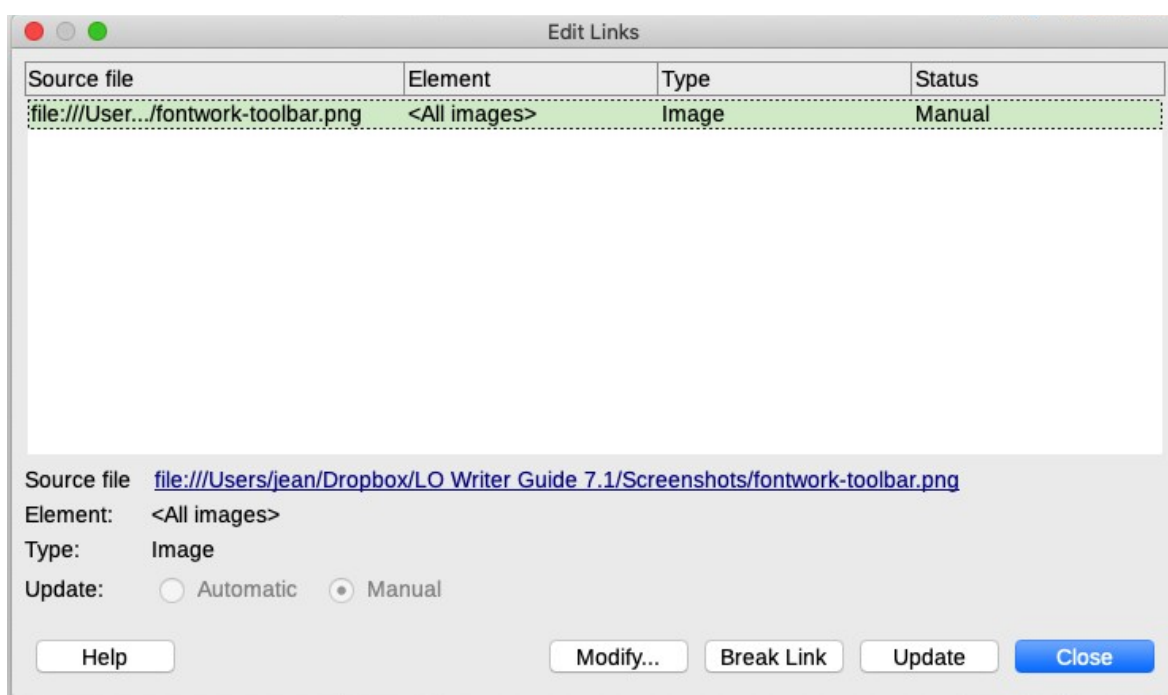 Edit Links
Source file Element Type Status
file:///User.../fontwork-toolbar.png <All images> Image Manual
Source file file:///Users/jean/Dropbox/LO Writer Guide 7.1/Screenshots/fontwork-toolbar.png
Element: <All images>
Type: Image
Update: Automatic Manual
Help Modify... Break Link Update Close